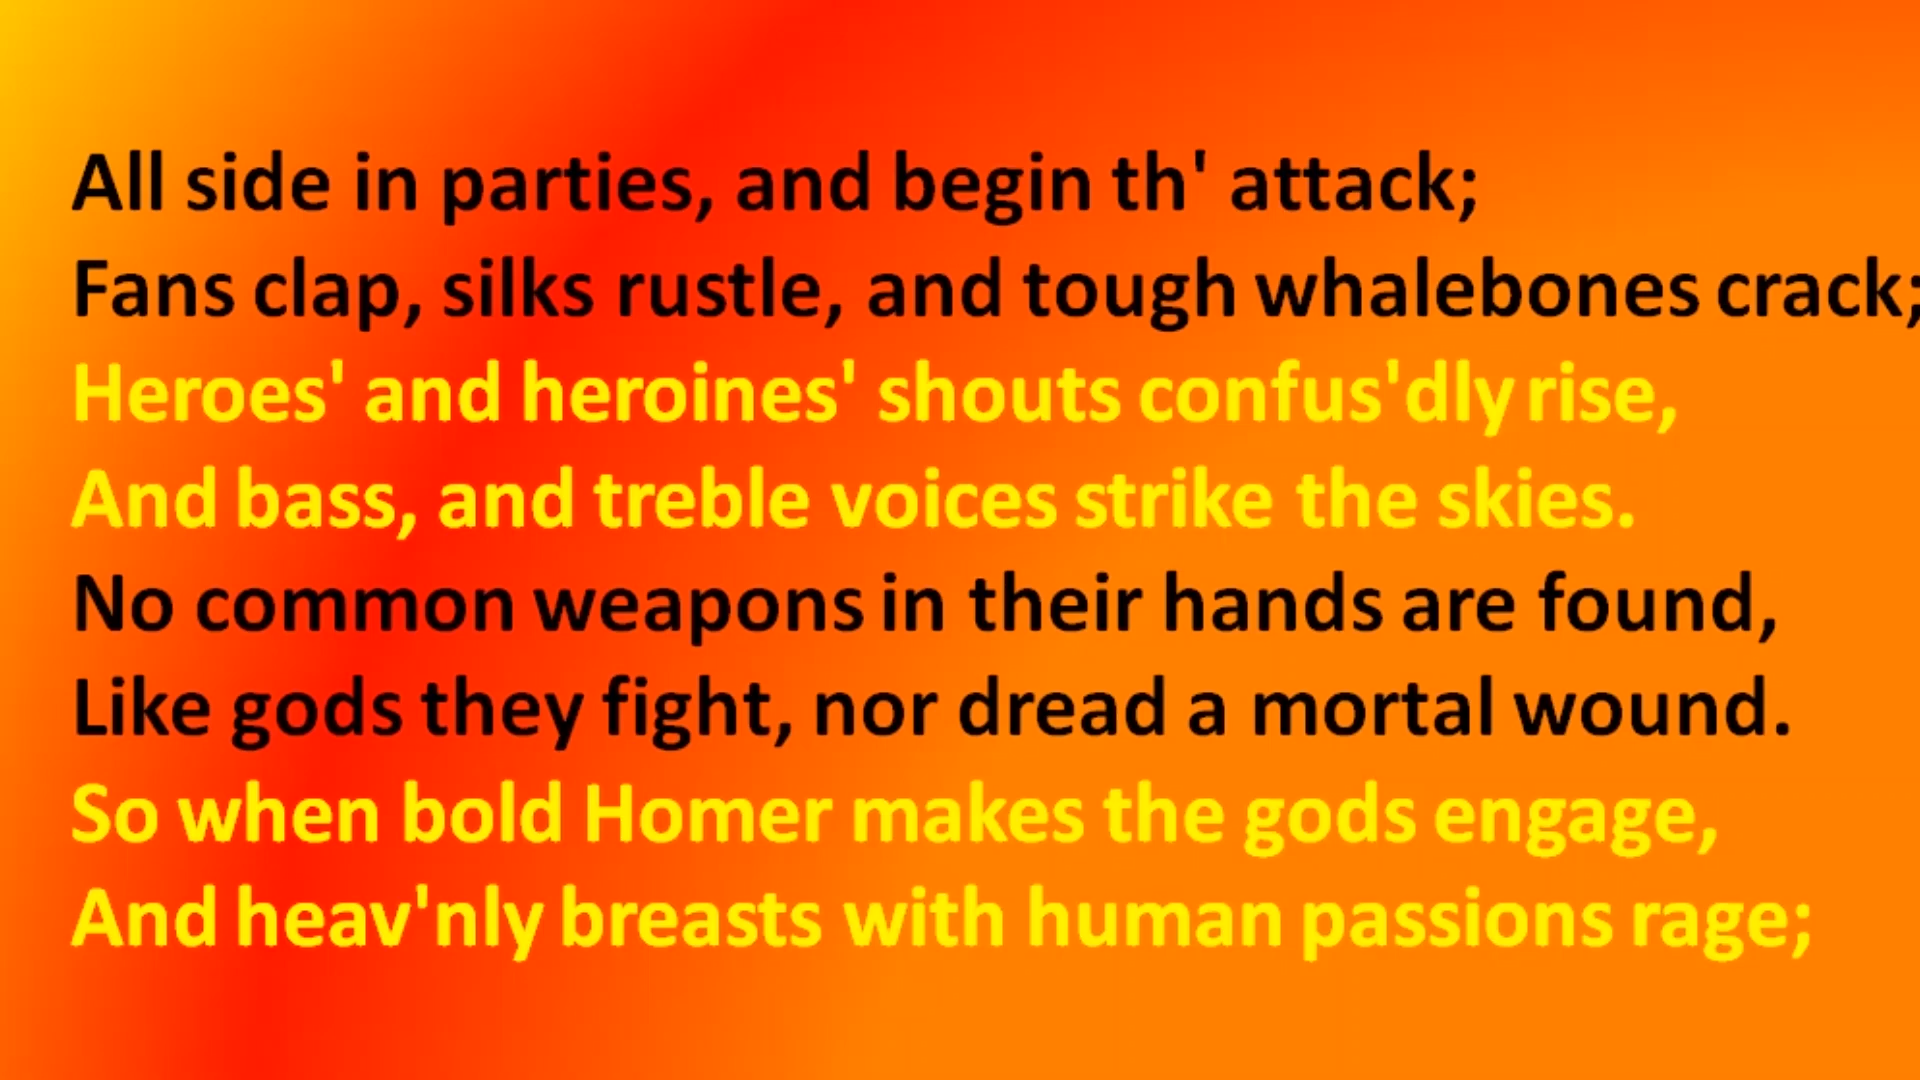 All side in parties, and begin th' attack;
Fans clap, silks rustle, and tough whalebones crack;
Heroes' and heroines' shouts confus'dly rise,
And bass, and treble voices strike the skies.
No common weapons in their hands are found,
Like gods they fight, nor dread a mortal wound.
So when bold Homer makes the gods engage,
And heav'nly breasts with human passions rage;